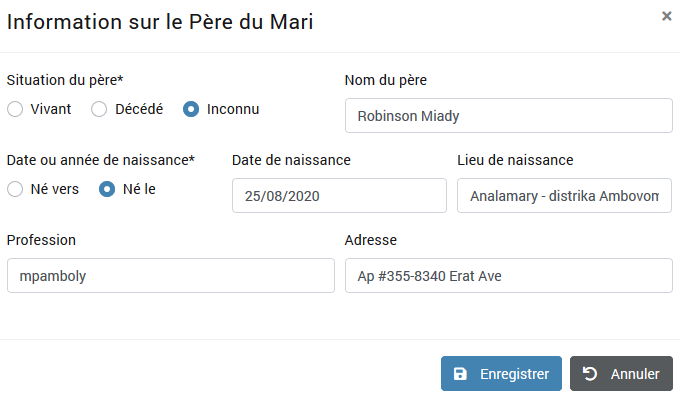 Information sur le Père du Mari
×
Situation du père*
Vivant Décédé Inconnu
Nom du père
Robinson Miady
Date ou année de naissance*
Né vers Né le
Date de naissance
25/08/2020
Lieu de naissance
Analamary - distrika Ambovom
Profession
mpamboly
Adresse
Ap #355-8340 Erat Ave
Enregistrer
Annuler